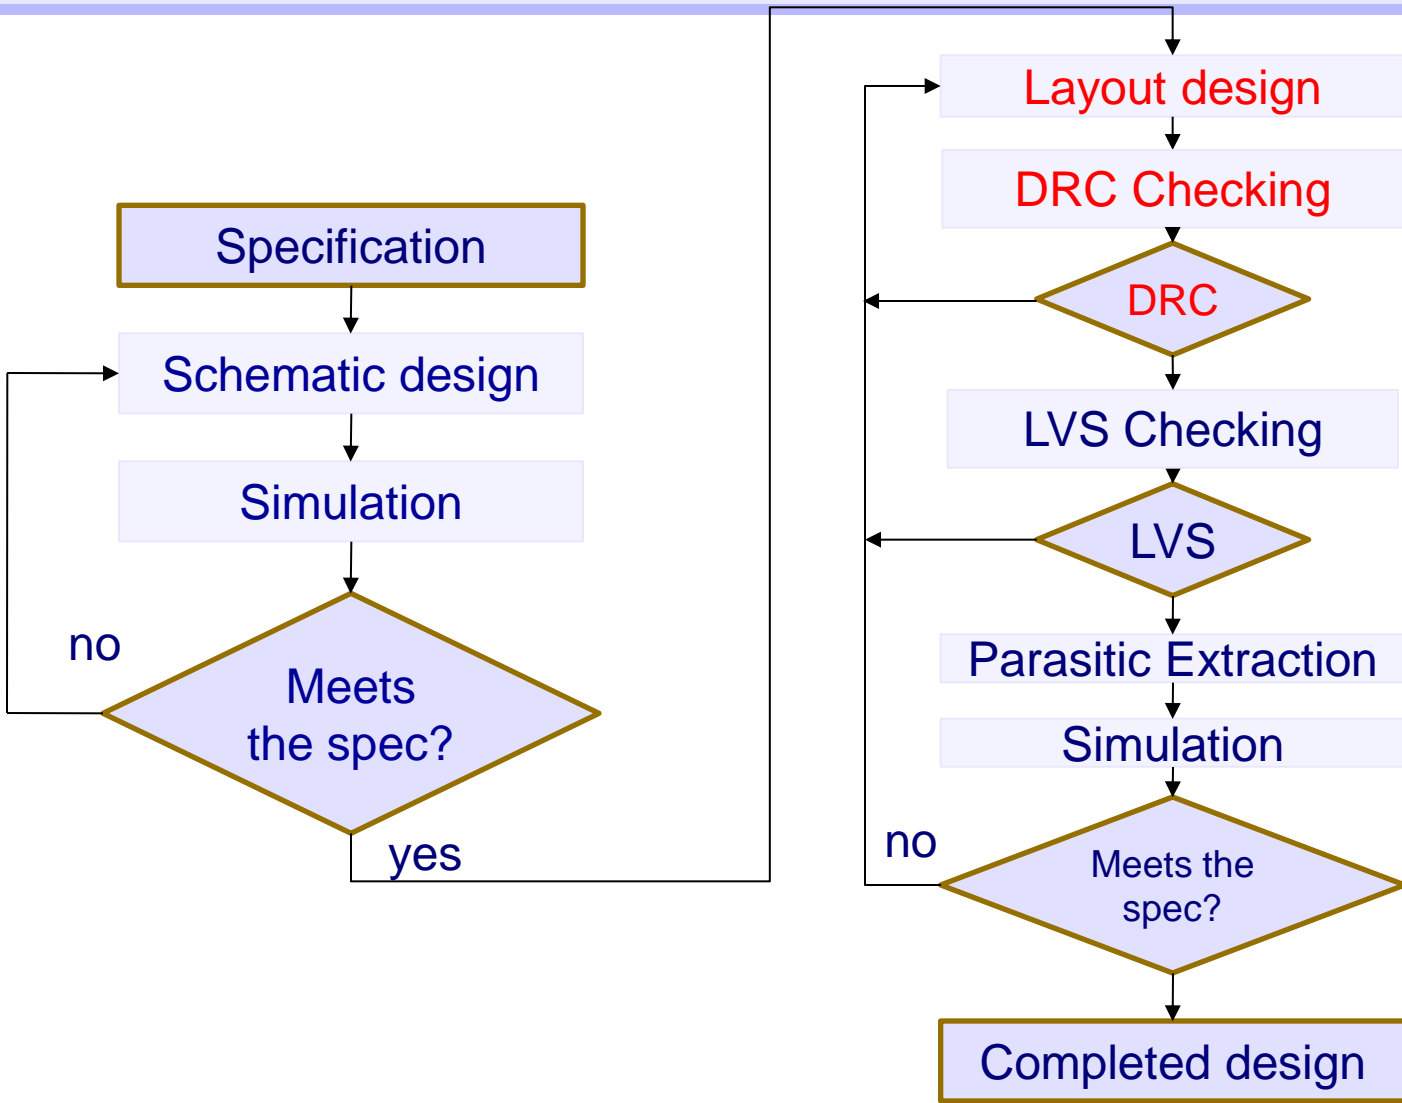 Specification
Schematic design
Simulation
no
Meets
the spec?
yes
Layout design
DRC Checking
DRC
LVS Checking
LVS
Parasitic Extraction
Simulation
no
Meets the
spec?
Completed design